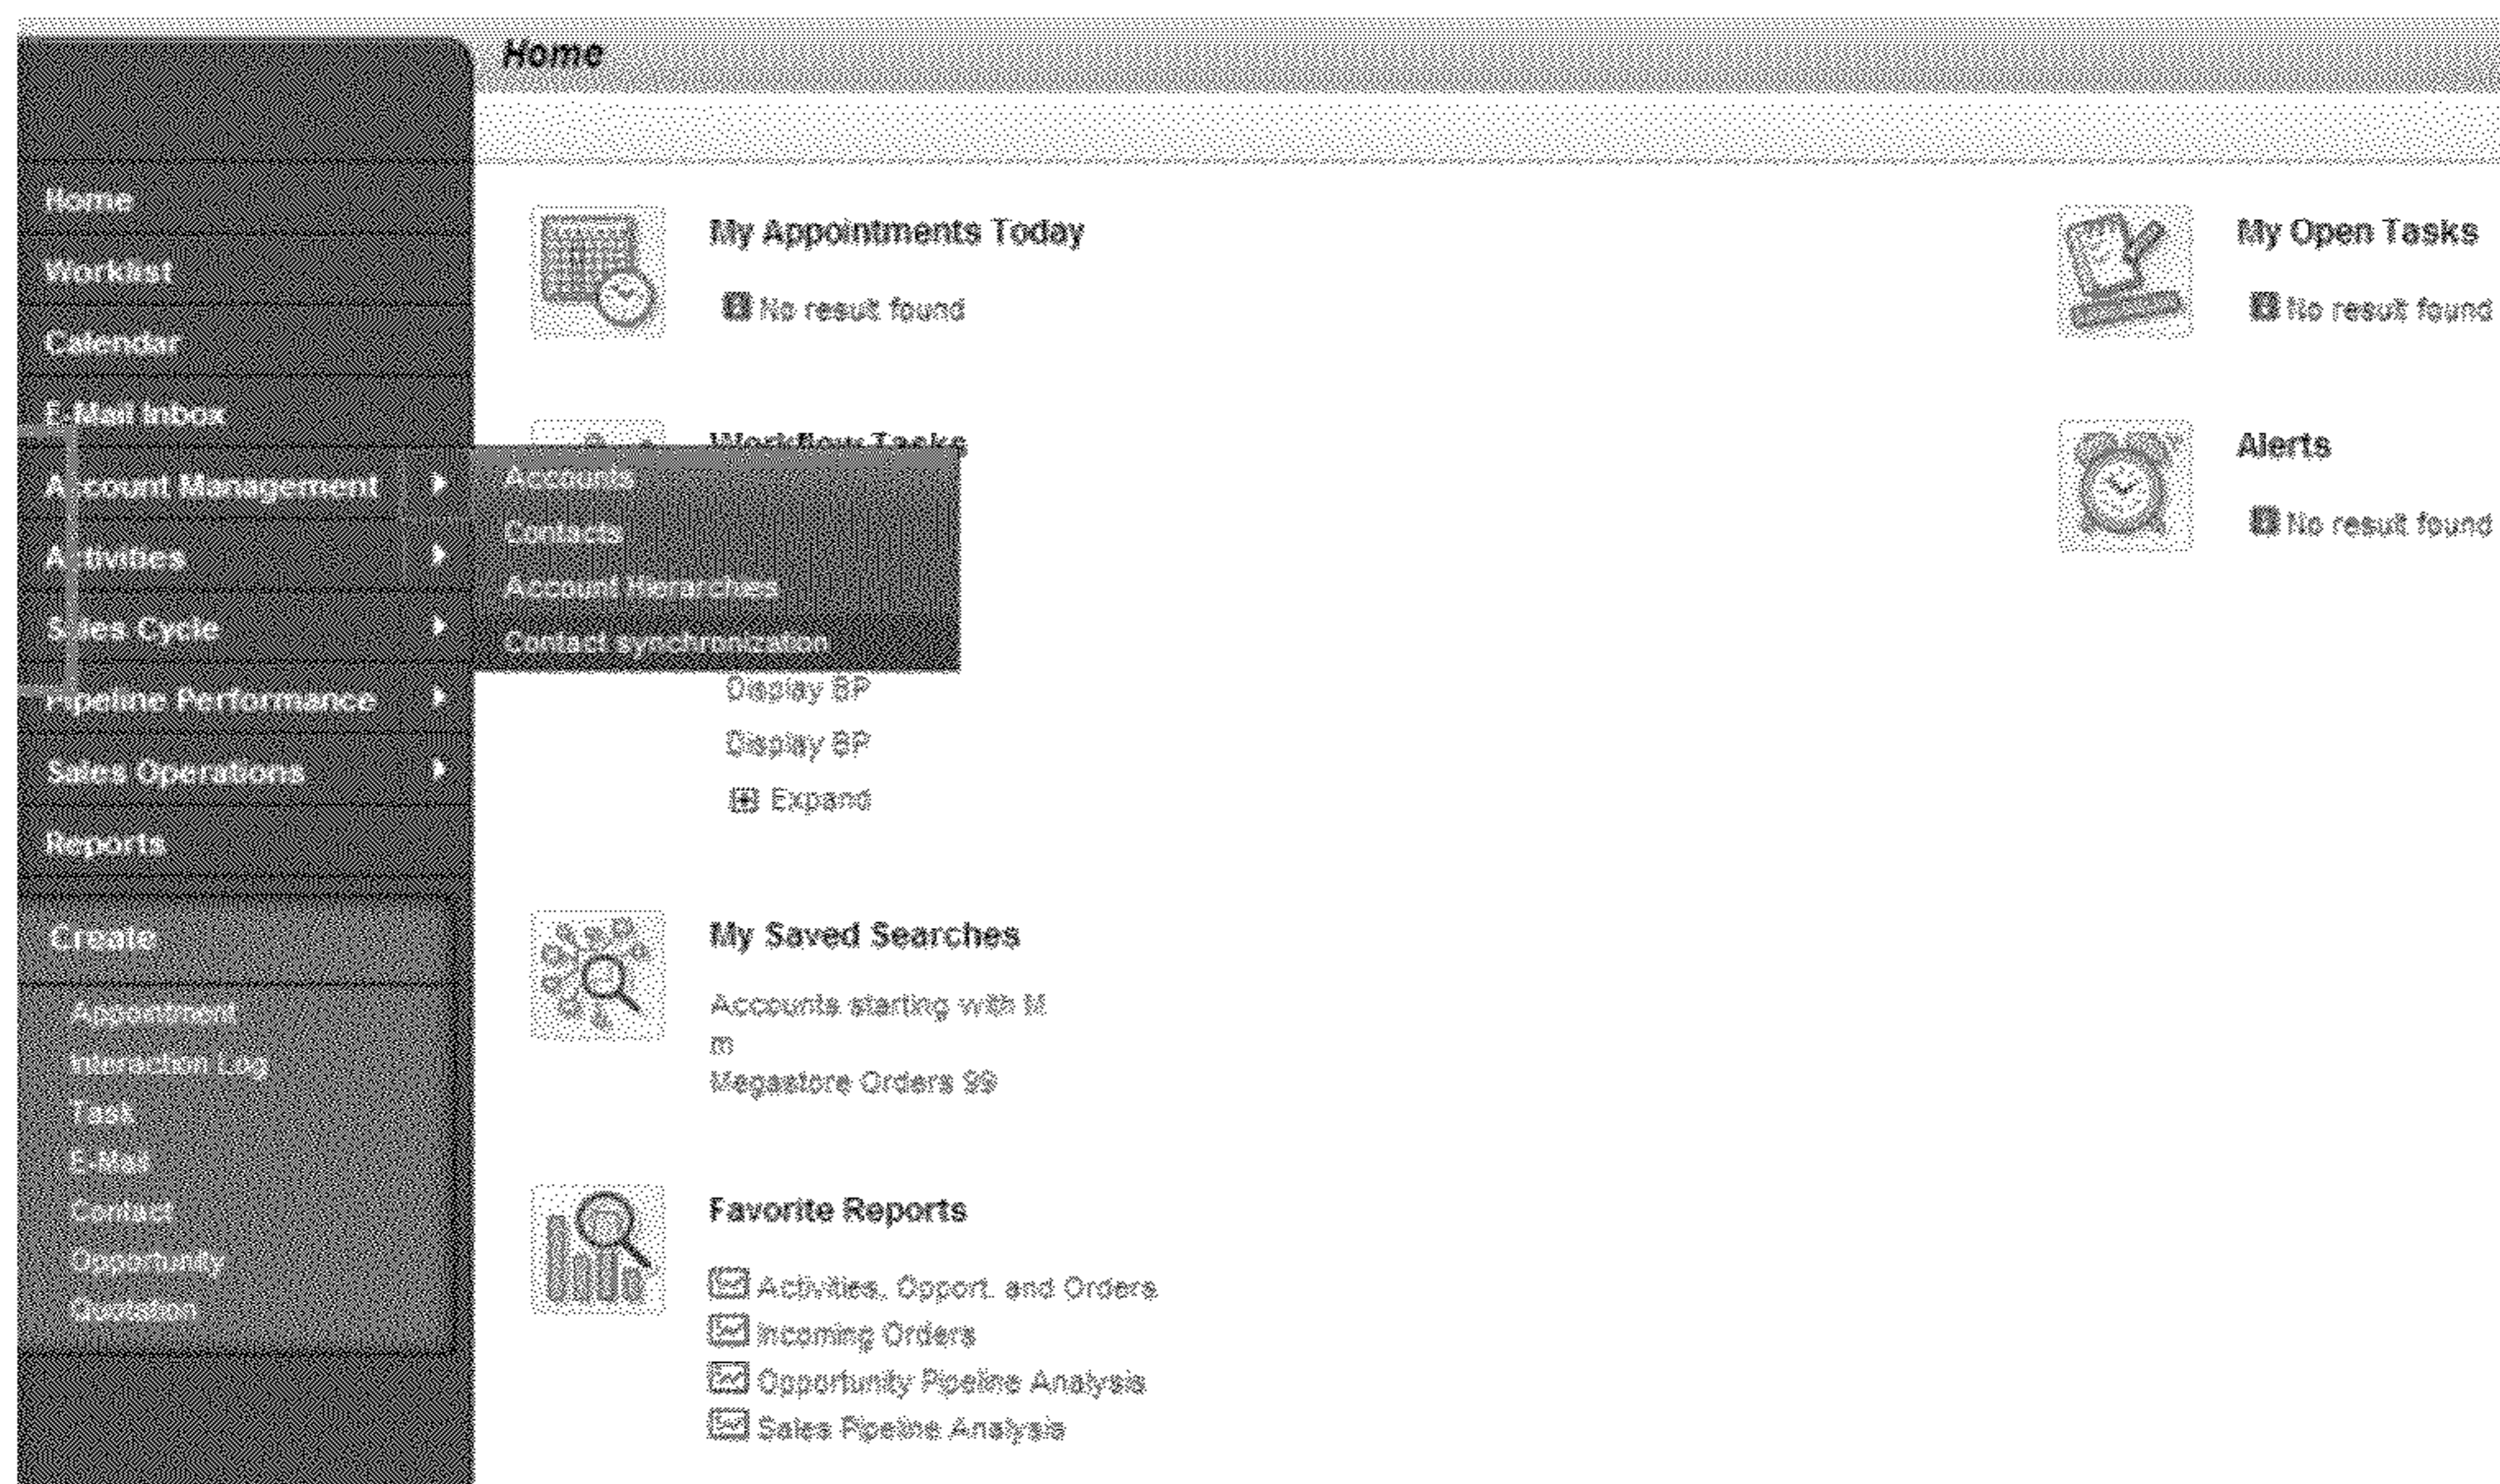 Home
Home
Worklist
Calendar
E-Mail Inbox
Account Management
Activities
Sales Cycle
Pipeline Performance
Sales Operations
Reports
Create
Appointment
Interaction Log
Task
E-Mail
Contact
Opportunity
Quotation
Accounts
Contacts
Account Hierarchies
Contact synchronization
My Appointments Today
No result found
Workflow Tasks
Display BP
Display BP
Expand
My Saved Searches
Accounts starting with M
m
Megastore Orders 99
Favorite Reports
Activities, Opport. and Orders
Incoming Orders
Opportunity Pipeline Analysis
Sales Pipeline Analysis
My Open Tasks
No result found
Alerts
No result found